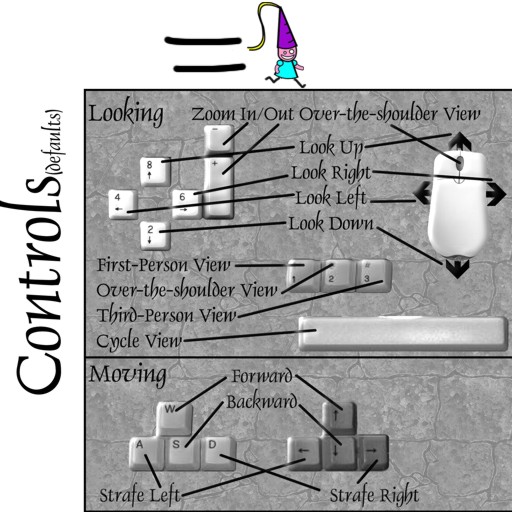 Controls (defaults)
Looking
Zoom In/Out Over-the-shoulder View
-
+
8
4
6
2
Look Up
Look Right
Look Left
Look Down
First-Person View
Over-the-shoulder View
Third-Person View
Cycle View
1
2
3
Moving
Forward
Backward
W
A S D
Strafe Left
Strafe Right